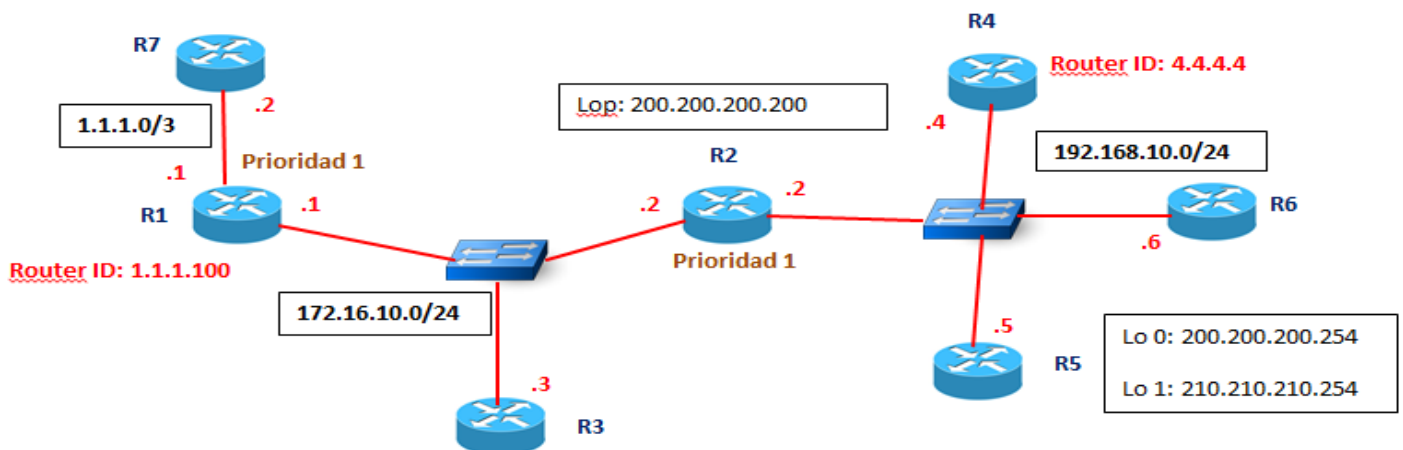 R7
.2
1.1.1.0/3
Prioridad 1
.1
R1
.1
Router ID: 1.1.1.100
172.16.10.0/24
.3
R3
Lop: 200.200.200.200
R2
.2
.2
Prioridad 1
R4
Router ID: 4.4.4.4
.4
192.168.10.0/24
R6
.6
.5
R5
Lo 0: 200.200.200.254
Lo 1: 210.210.210.254